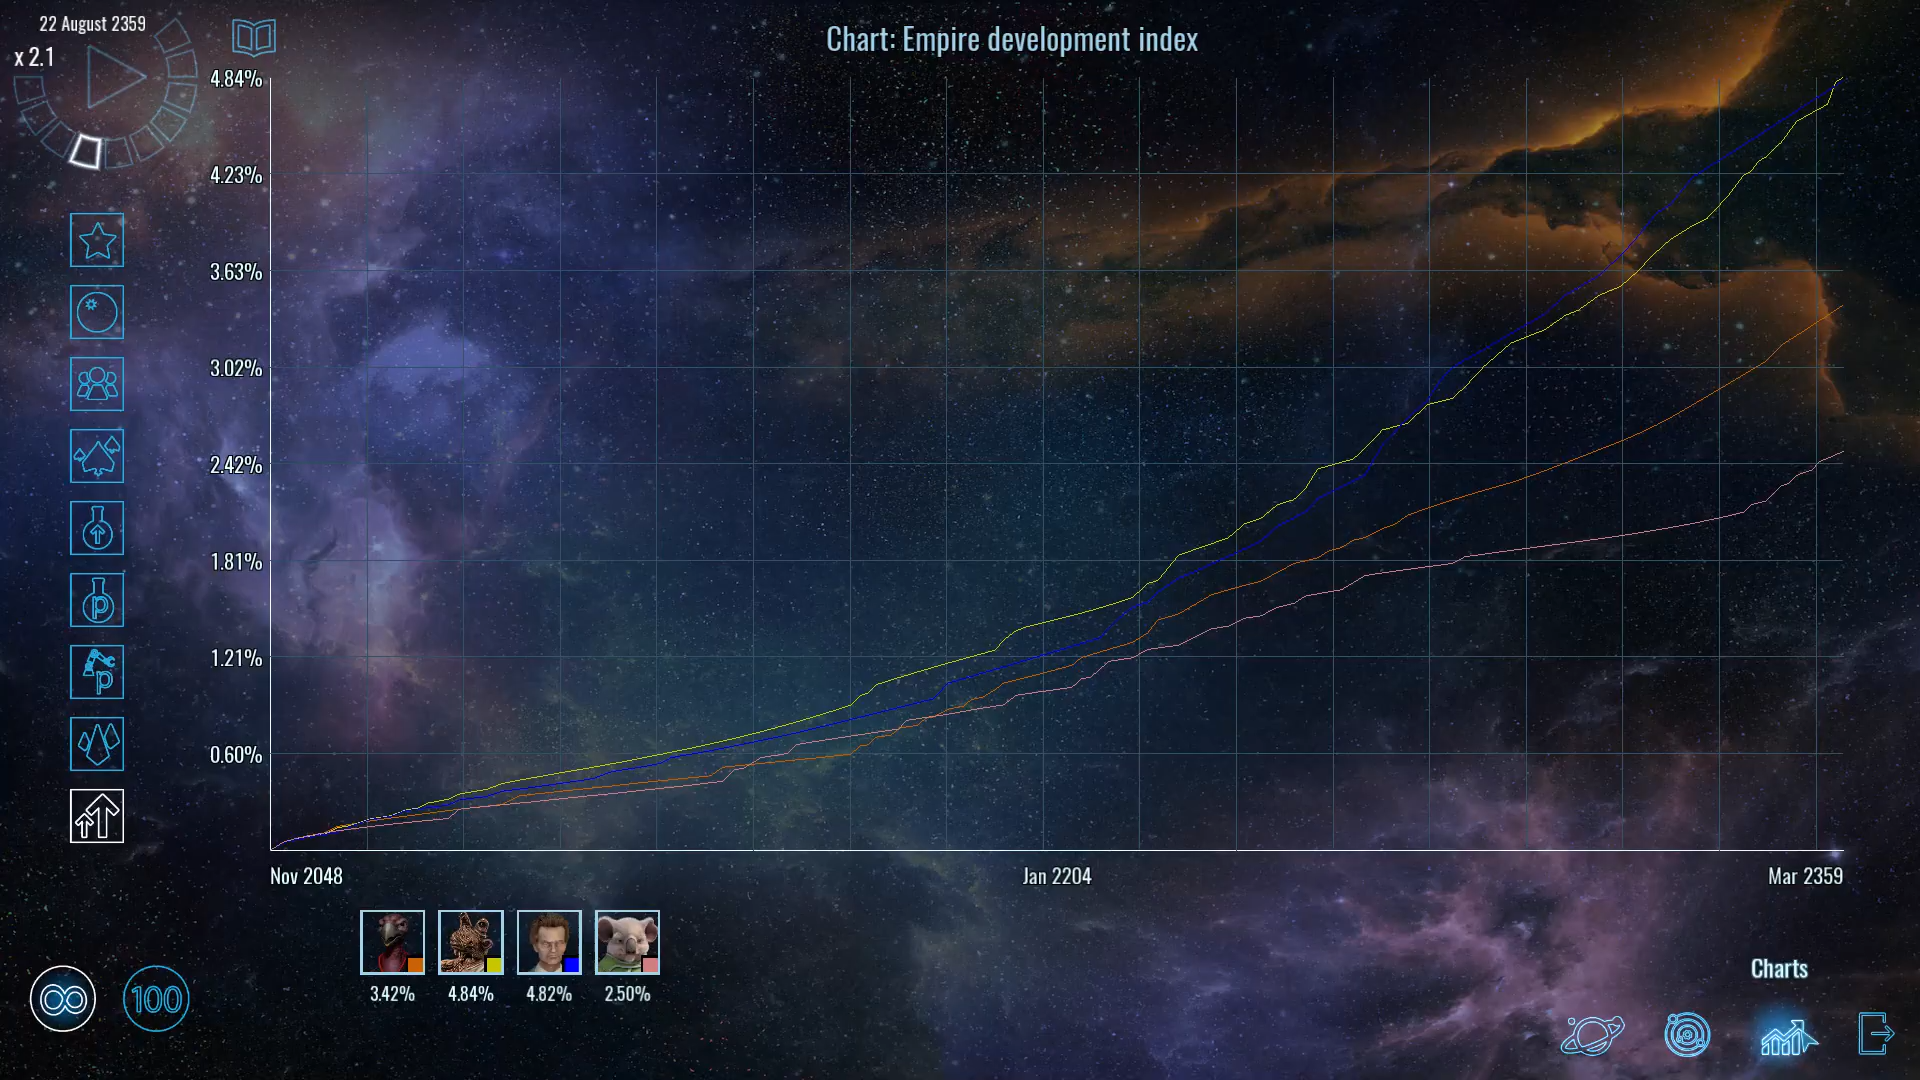 22 August 2359
x 2.1
Chart: Empire development index
4.84%
4.23%
3.63%
3.02%
2.42%
1.81%
1.21%
0.60%
Nov 2048
Jan 2204
Mar 2359
3.42%
4.84%
4.82%
2.50%
100
Charts